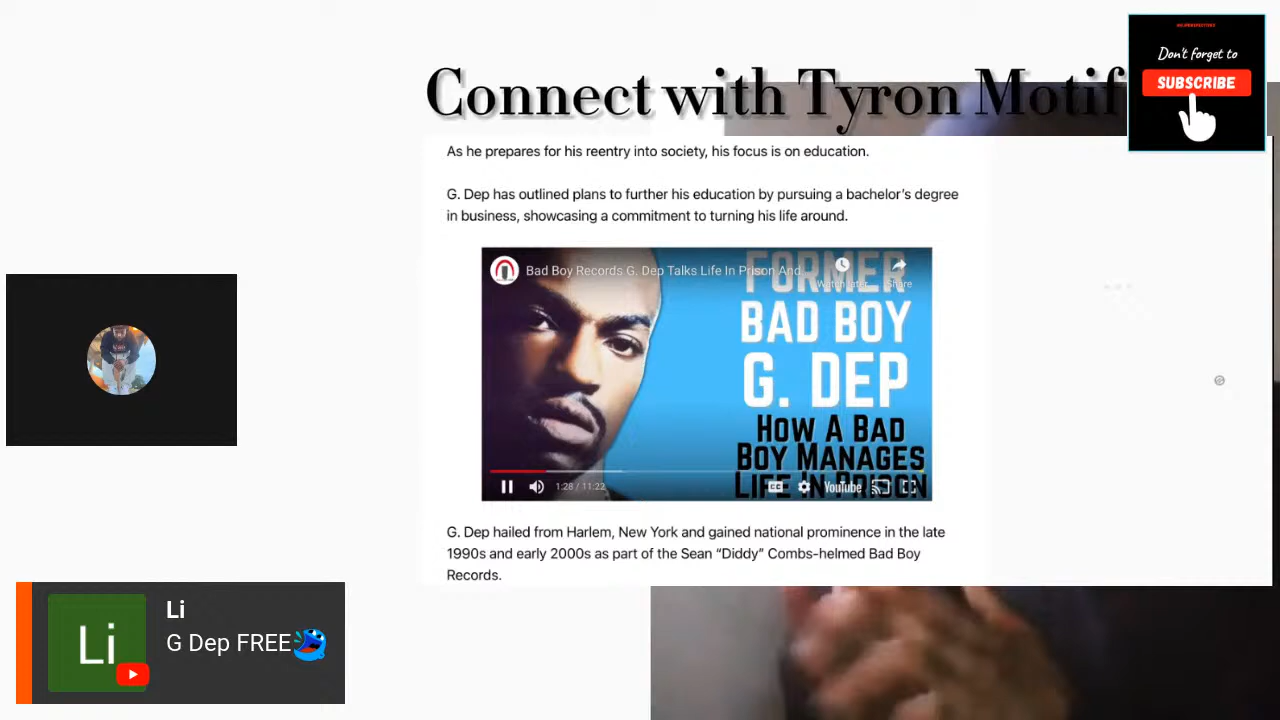 Don't forget to
SUBSCRIBE
Connect with Tyron Motif
As he prepares for his reentry into society, his focus is on education.
G. Dep has outlined plans to further his education by pursuing a bachelor's degree
in business, showcasing a commitment to turning his life around.
Bad Boy Records G. Dep Talks Life In Prison And...
Watch later
Share
FORMER
BAD BOY
G. DEP
HOW A BAD
BOY MANAGES
LIFE IN PRISON
1:28 / 11:22
CC
YouTube
G. Dep hailed from Harlem, New York and gained national prominence in the late
1990s and early 2000s as part of the Sean “Diddy” Combs-helmed Bad Boy
Records.
Li
Li
G Dep FREE